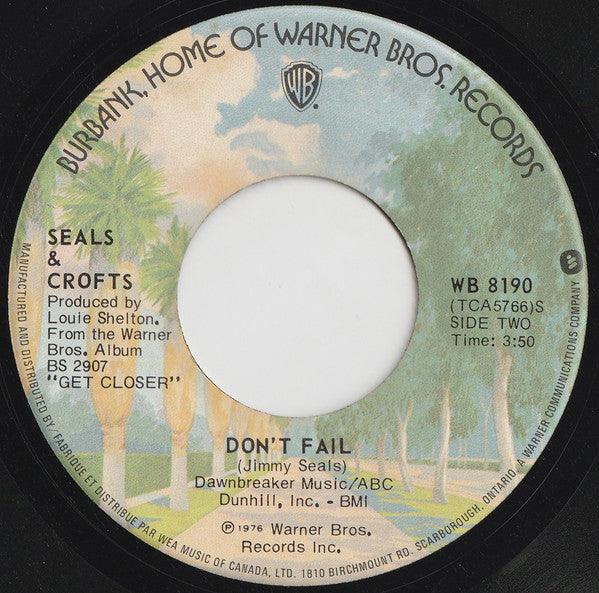 BURBANK, HOME OF WARNER BROS. RECORDS
WB
SEALS
&
CROFTS
Produced by
Louie Shelton.
From the Warner
Bros. Album
BS 2907
"GET CLOSER"
WB 8190
(TCA5766)S
SIDE TWO
Time: 3:50
DON'T FAIL
(Jimmy Seals)
Dawnbreaker Music/ABC
Dunhill, Inc. - BMI
Ⓟ 1976 Warner Bros.
Records Inc.
MANUFACTURED AND DISTRIBUTED BY/FABRIQUE ET DISTRIBUE PAR WEA MUSIC OF CANADA, LTD. 1810 BIRCHMOUNT RD. SCARBOROUGH, ONTARIO, A WARNER COMMUNICATIONS COMPANY